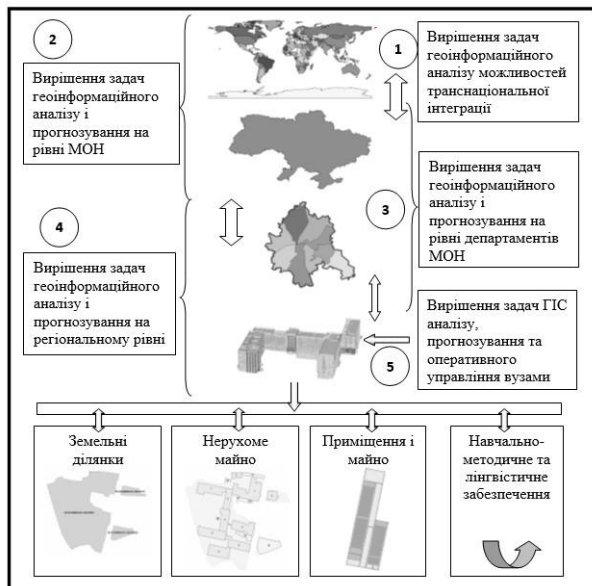 2
Вирішення задач
геоінформаційного
аналізу і
прогнозування на
рівні МОН
1
Вирішення задач
геоінформаційного
аналізу можливостей
транснаціональної
інтеграції
3
Вирішення задач
геоінформаційного
аналізу і
прогнозування на
рівні департаментів
МОН
4
Вирішення задач
геоінформаційного
аналізу і
прогнозування на
регіональному рівні
5
Вирішення задач ГІС
аналізу,
прогнозування та
оперативного
управління вузами
Земельні
ділянки
Нерухоме
майно
Приміщення і
майно
Навчально-
методичне та
лінгвістичне
забезпечення